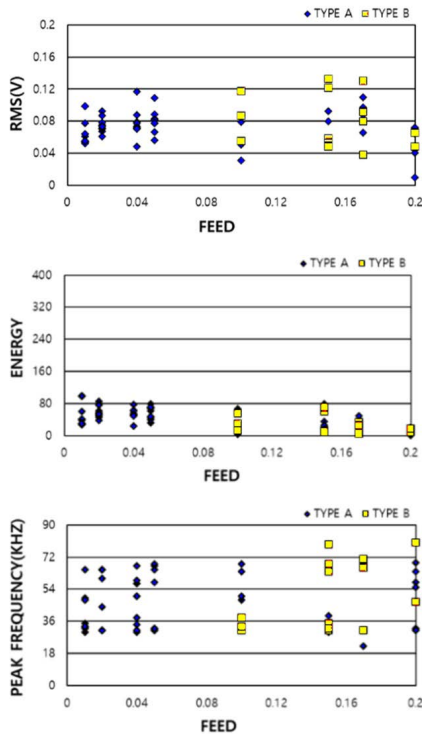 TYPE A TYPE B
0.2
0.16
0.12
0.08
0.04
0
RMS(V)
0 0.04 0.08 0.12 0.16 0.2
FEED
TYPE A TYPE B
400
320
240
160
80
0
ENERGY
0 0.04 0.08 0.12 0.16 0.2
FEED
TYPE A TYPE B
90
72
54
36
18
0
PEAK FREQUENCY(KHZ)
0 0.04 0.08 0.12 0.16 0.2
FEED